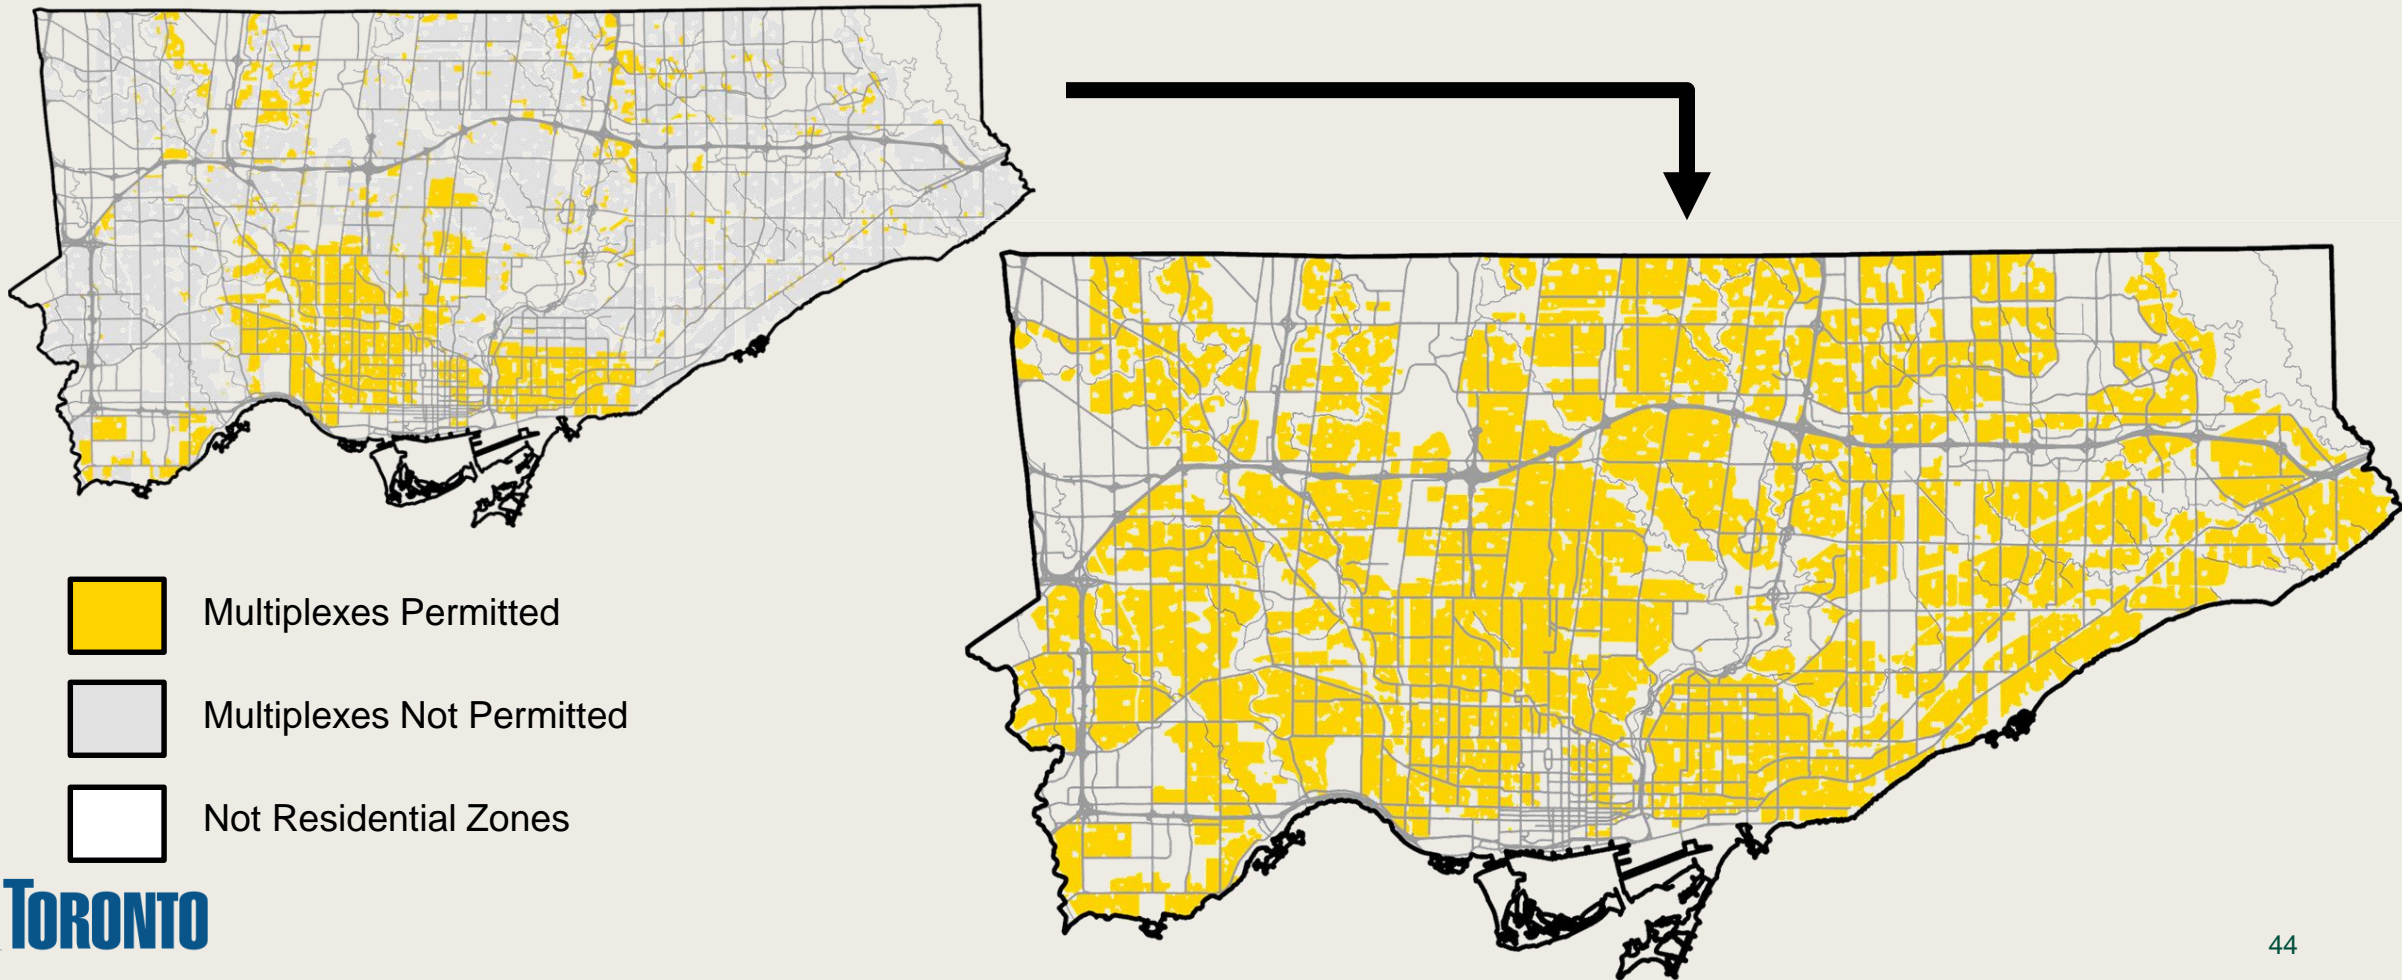 Multiplexes Permitted
Multiplexes Not Permitted
Not Residential Zones
TORONTO
44